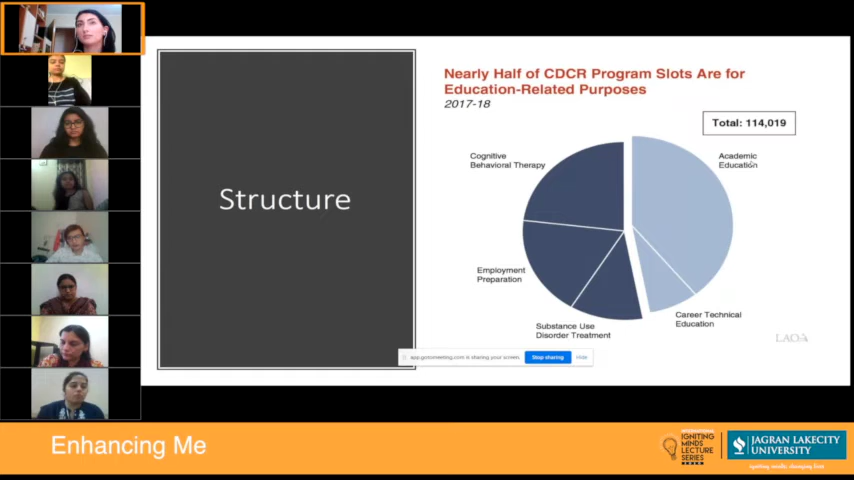 Structure
Nearly Half of CDCR Program Slots Are for
Education-Related Purposes
2017-18
Total: 114,019
Cognitive
Behavioral Therapy
Academic
Education
Employment
Preparation
Career Technical
Education
Substance Use
Disorder Treatment
LAO
app.gotomeeting.com is sharing your screen.
Stop sharing
Hide
Enhancing Me
INTERNATIONAL
IGNITING
MINDS
LECTURE
SERIES
JAGRAN LAKECITY
UNIVERSITY
igniting minds, changing lives